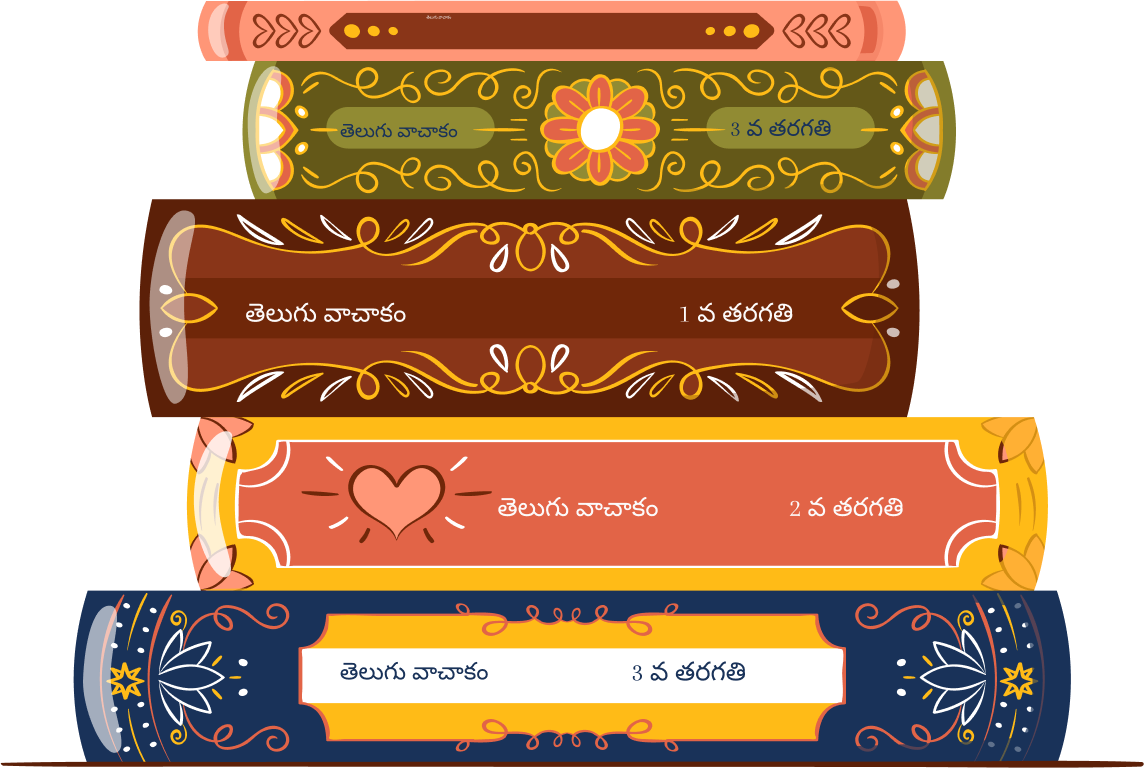 తెలుగు వాచాకం
తెలుగు వాచాకం 3 వ తరగతి
తెలుగు వాచాకం 1 వ తరగతి
తెలుగు వాచాకం 2 వ తరగతి
తెలుగు వాచాకం 3 వ తరగతి